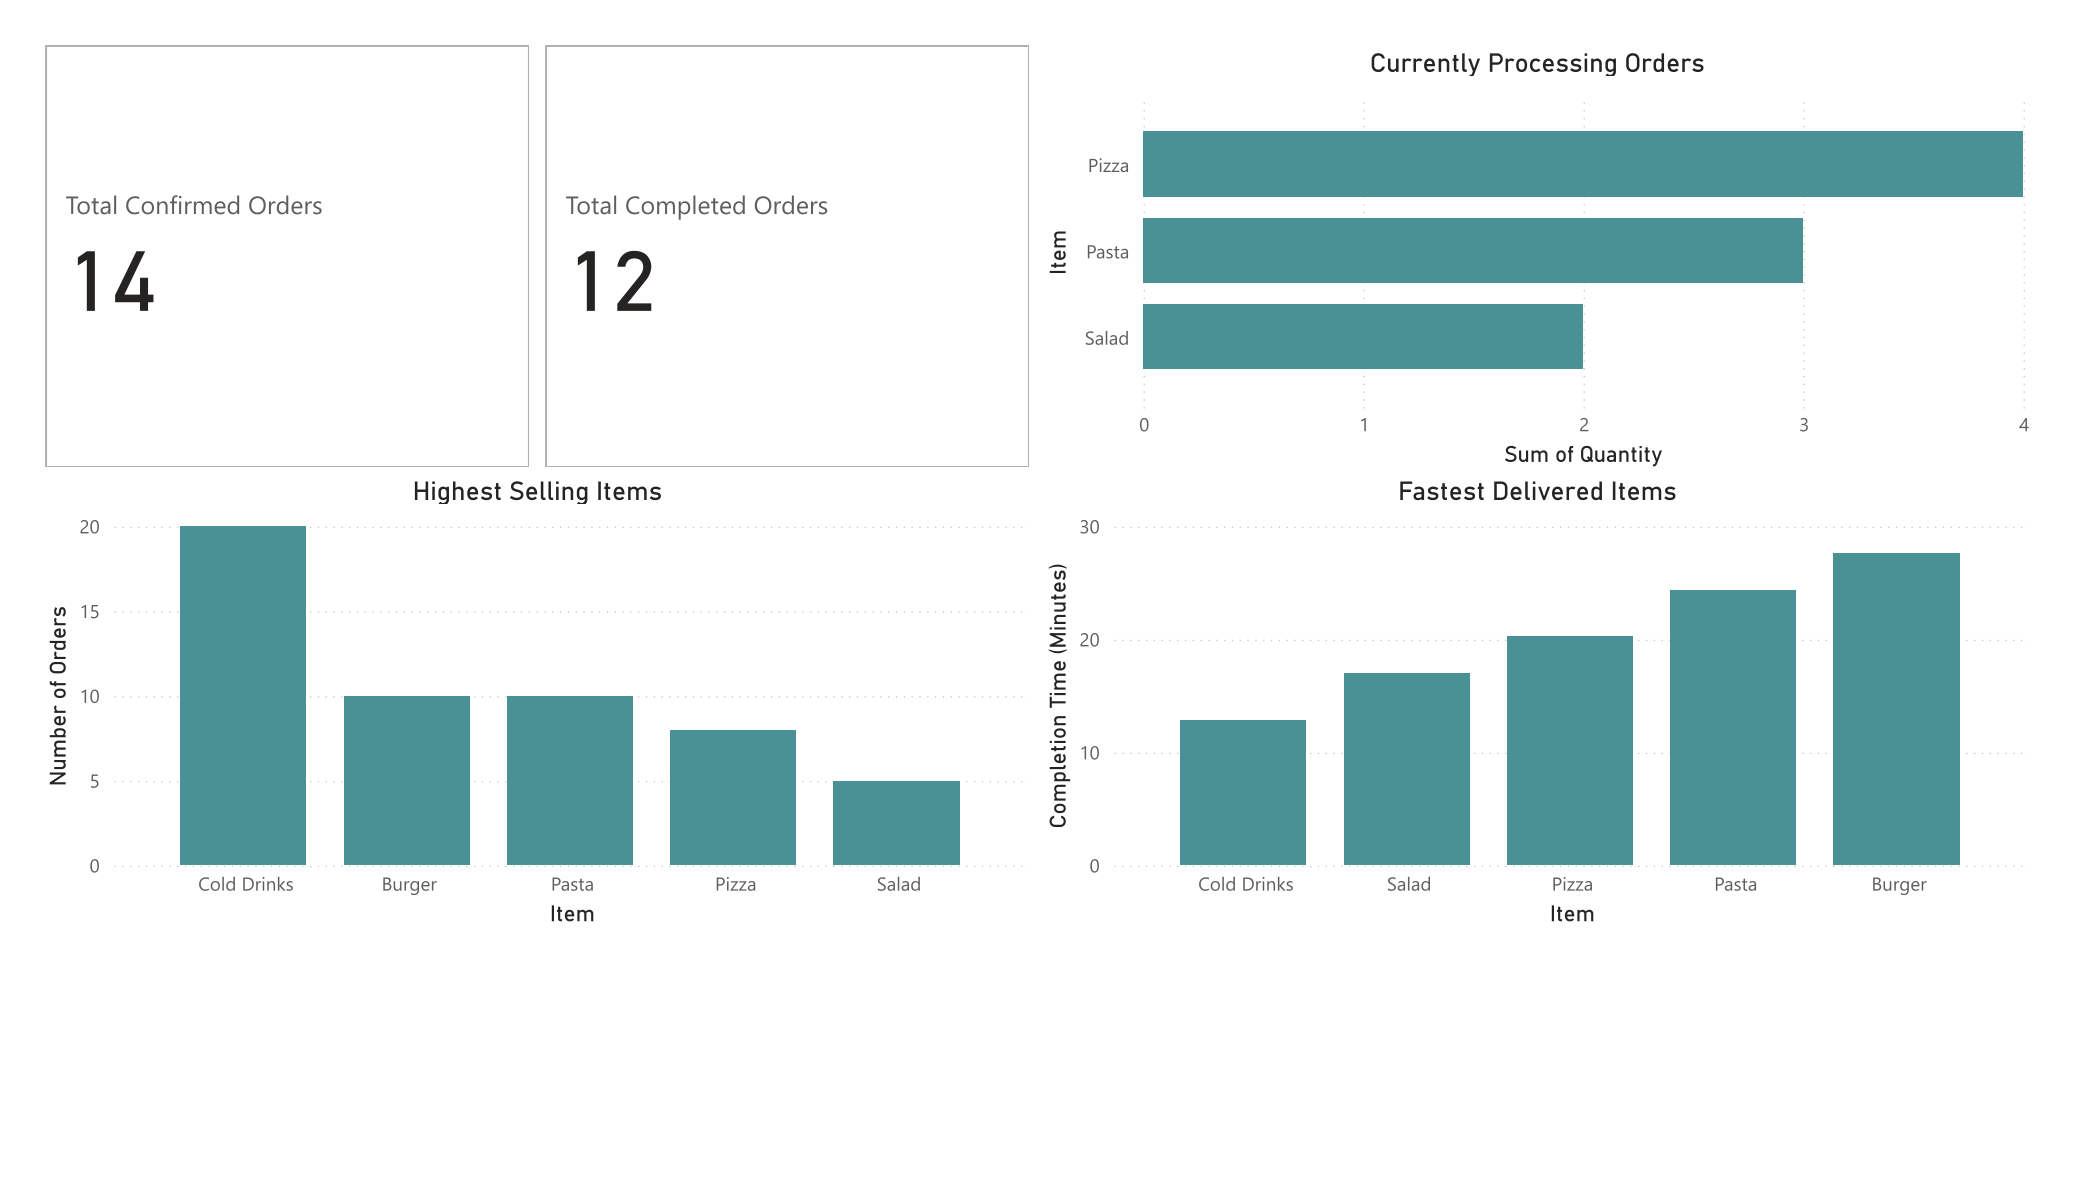 Total Confirmed Orders
14
Total Completed Orders
12
Currently Processing Orders
Item
Pizza
Pasta
Salad
0 1 2 3 4
Sum of Quantity
Highest Selling Items
Number of Orders
20
15
10
5
0
Cold Drinks Burger Pasta Pizza Salad
Item
Fastest Delivered Items
Completion Time (Minutes)
30
20
10
0
Cold Drinks Salad Pizza Pasta Burger
Item